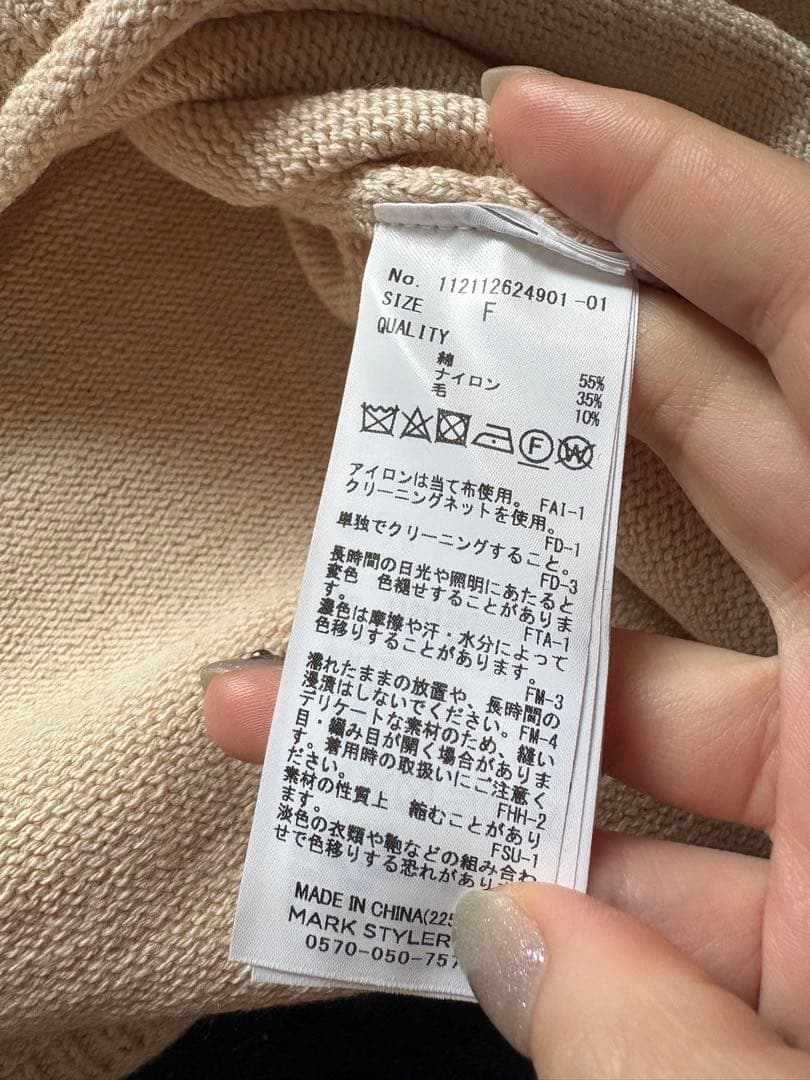 No. 112112624901-01
SIZE F
QUALITY
綿 55%
ナイロン 35%
毛 10%
F
W
アイロンは当て布使用。 FAI-1
クリーニングネットを使用。
FD-1
単独でクリーニングすること。
FD-3
長時間の日光や照明にあたると
変色 色褪せすることがありま
す。
FTA-1
濃色は摩擦や汗・水分によって
色移りすることがあります。
FM-3
濡れたままの放置や、長時間の
浸漬はしないでください。FM-4
デリケートな素材のため、縫い
目・編み目が開く場合がありま
す。着用時の取扱いにご注意く
ださい。
FHH-2
素材の性質上 縮むことがあり
ます。
FSU-1
淡色の衣類や鞄などの組み合わ
せで色移りする恐れがあり
MADE IN CHINA(225
MARK STYLER
0570-050-757